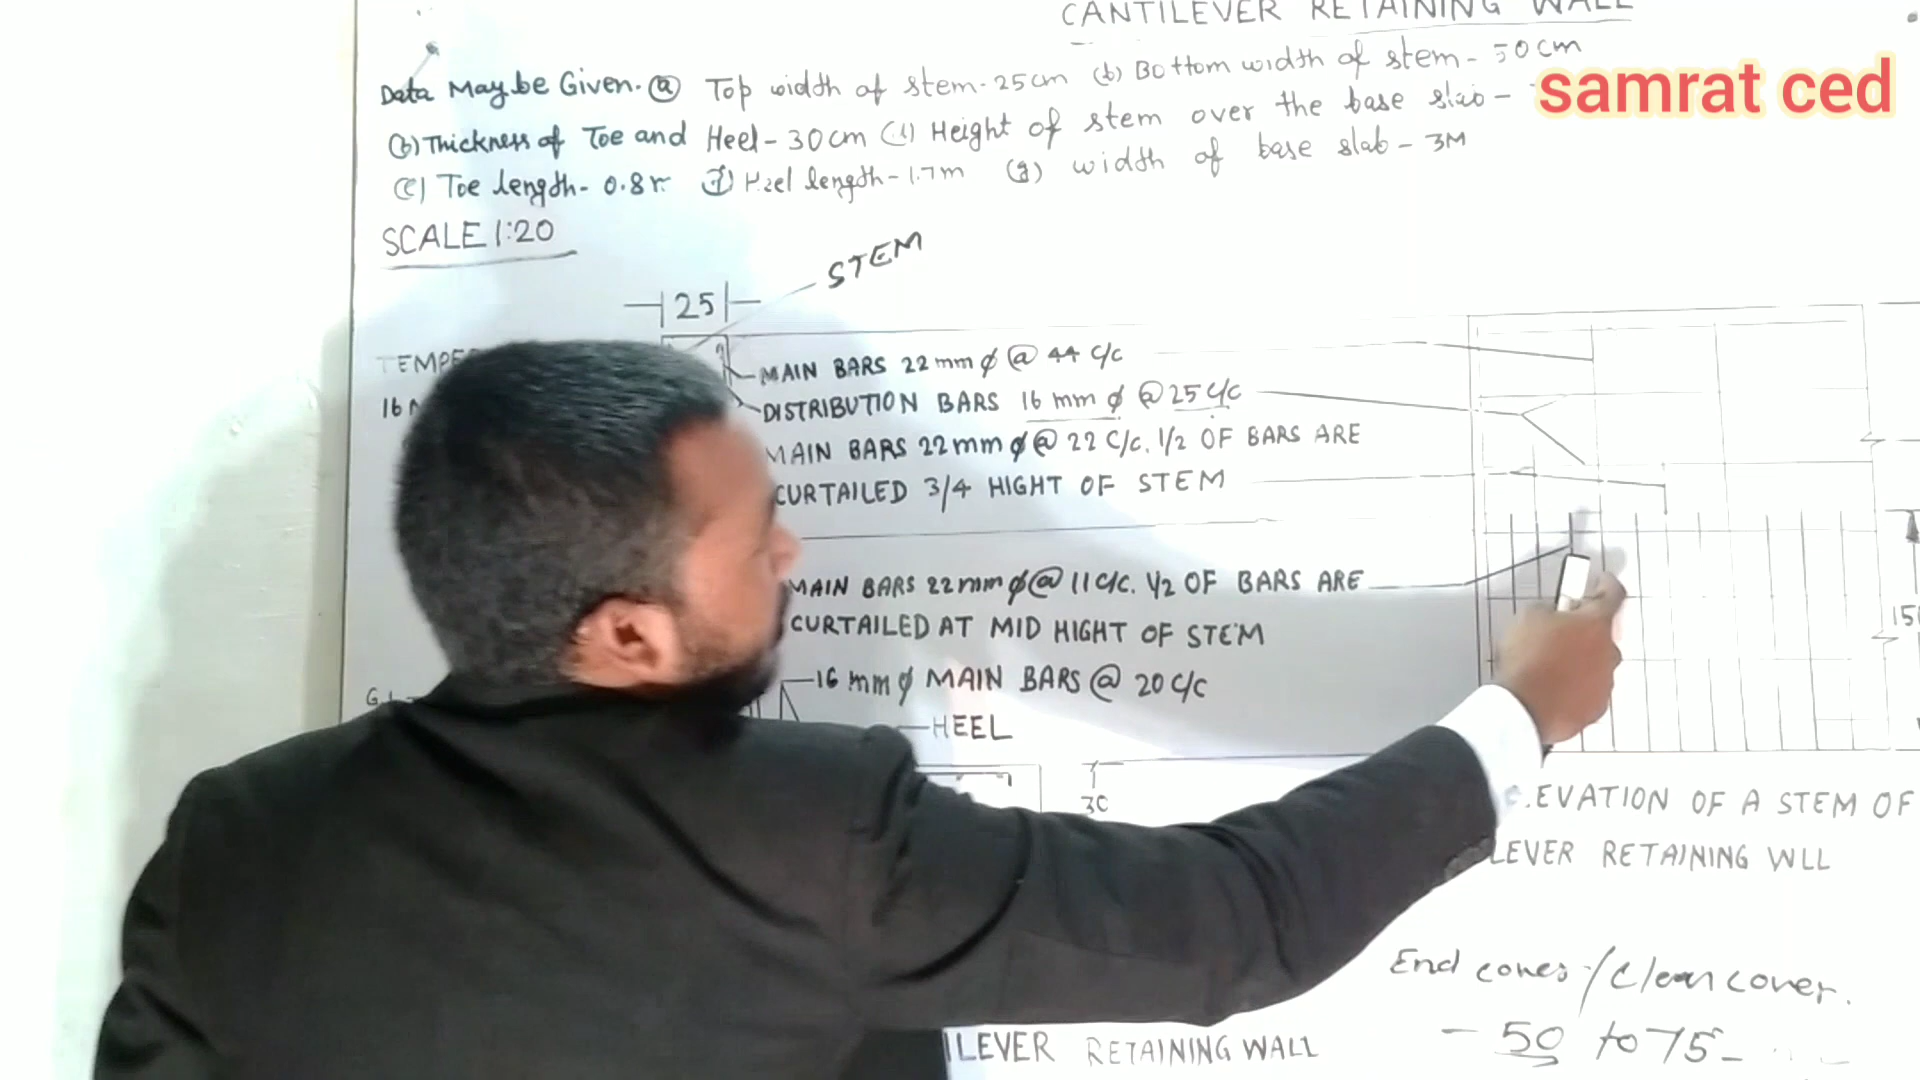 CANTILEVER RETAINING WALL
Data May be Given. (a) Top width of stem - 25cm (b) Bottom width of stem - 50cm
samrat ced
(b) Thickness of Toe and Heel - 30cm (d) Height of stem over the base slab -
(e) Toe length - 0.8 (f) Heel length - 1.7m (g) width of base slab - 3M
SCALE 1:20
STEM
25
MAIN BARS 22mm ϕ @ 44 C/C
DISTRIBUTION BARS 16 mm ϕ @ 25 C/C
16
MAIN BARS 22mm ϕ @ 22 C/C. 1/2 OF BARS ARE
CURTAILED 3/4 HIGHT OF STEM
MAIN BARS 22mm ϕ @ 11 C/C. 1/2 OF BARS ARE
CURTAILED AT MID HIGHT OF STEM
15
16 mm ϕ MAIN BARS @ 20 C/C
HEEL
30
EVATION OF A STEM OF
LEVER RETAINING WLL
End cover / Clear cover.
- 50 to 75 -
ILEVER RETAINING WALL